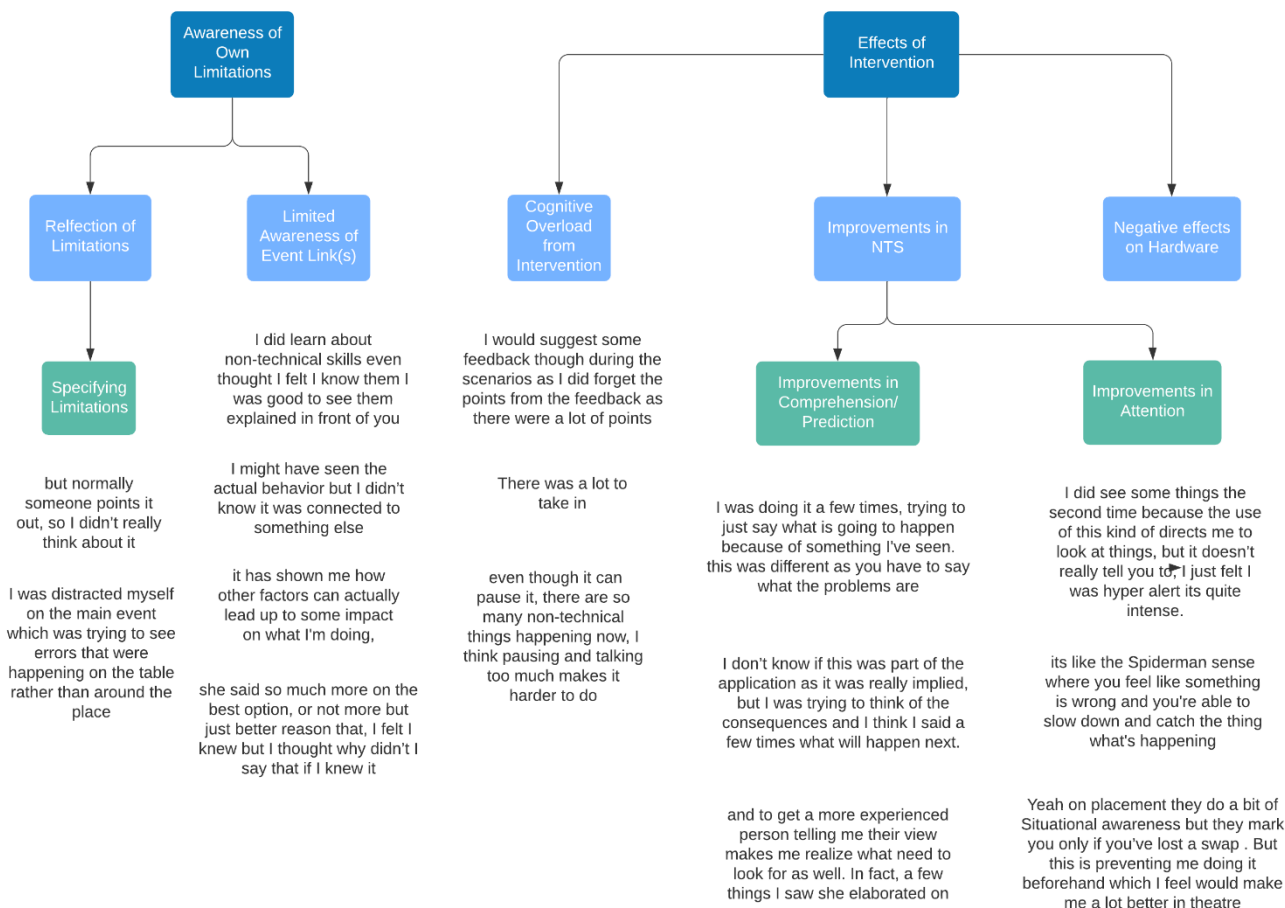 Awareness of
Own
Limitations
Effects of
Intervention
Relfection of
Limitations
Limited
Awareness of
Event Link(s)
Cognitive
Overload
from
Intervention
Improvements in
NTS
Negative effects
on Hardware
Specifying
Limitations
but normally
someone points it
out, so I didn't really
think about it
I was distracted myself
on the main event
which was trying to see
errors that were
happening on the table
rather than around the
place
I did learn about
non-technical skills even
thought I felt I know them I
was good to see them
explained in front of you
I might have seen the
actual behavior but I didn't
know it was connected to
something else
it has shown me how
other factors can actually
lead up to some impact
on what I'm doing,
she said so much more on the
best option, or not more but
just better reason that, I felt I
knew but I thought why didn't I
say that if I knew it
I would suggest some
feedback though during the
scenarios as I did forget the
points from the feedback as
there were a lot of points
There was a lot to
take in
even though it can
pause it, there are so
many non-technical
things happening now, I
think pausing and talking
too much makes it
harder to do
Improvements in
Comprehension/
Prediction
I was doing it a few times, trying to
just say what is going to happen
because of something I've seen.
this was different as you have to say
what the problems are
I don't know if this was part of the
application as it was really implied,
but I was trying to think of the
consequences and I think I said a
few times what will happen next.
and to get a more experienced
person telling me their view
makes me realize what need to
look for as well. In fact, a few
things I saw she elaborated on
Improvements in
Attention
I did see some things the
second time because the use
of this kind of directs me to
look at things, but it doesn't
really tell you to, I just felt I
was hyper alert its quite
intense.
its like the Spiderman sense
where you feel like something
is wrong and you're able to
slow down and catch the thing
what's happening
Yeah on placement they do a bit of
Situational awareness but they mark
you only if you've lost a swap . But
this is preventing me doing it
beforehand which I feel would make
me a lot better in theatre